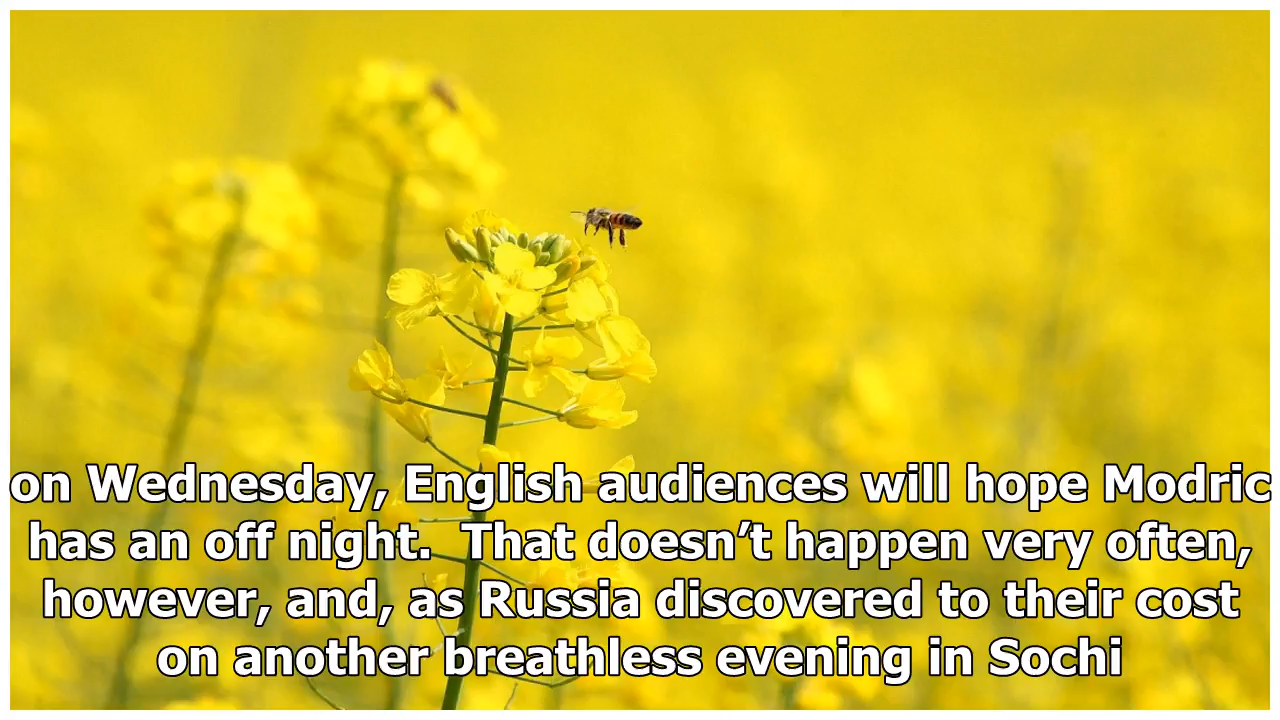 on Wednesday, English audiences will hope Modric
has an off night.  That doesn’t happen very often,
however, and, as Russia discovered to their cost
on another breathless evening in Sochi